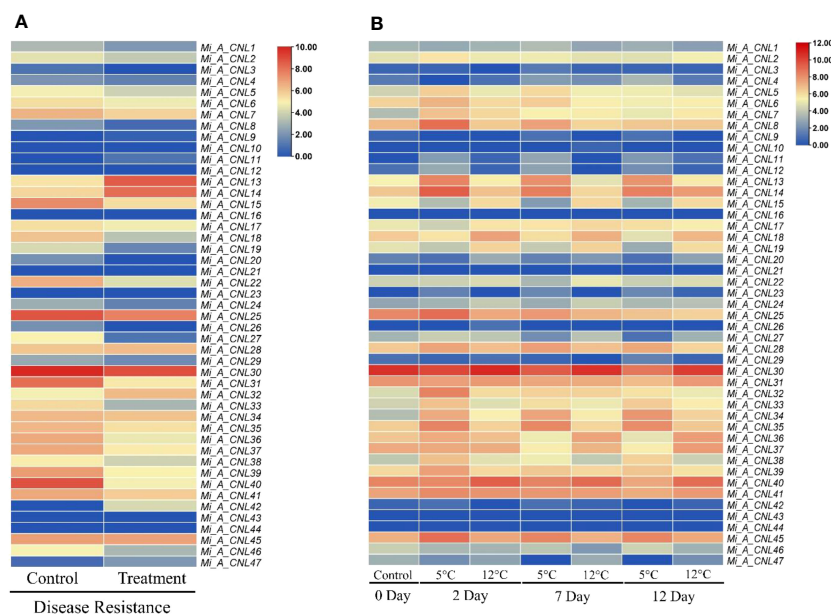 A
10.00
8.00
6.00
4.00
2.00
0.00
Mi_A_CNL1
Mi_A_CNL2
Mi_A_CNL3
Mi_A_CNL4
Mi_A_CNL5
Mi_A_CNL6
Mi_A_CNL7
Mi_A_CNL8
Mi_A_CNL9
Mi_A_CNL10
Mi_A_CNL11
Mi_A_CNL12
Mi_A_CNL13
Mi_A_CNL14
Mi_A_CNL15
Mi_A_CNL16
Mi_A_CNL17
Mi_A_CNL18
Mi_A_CNL19
Mi_A_CNL20
Mi_A_CNL21
Mi_A_CNL22
Mi_A_CNL23
Mi_A_CNL24
Mi_A_CNL25
Mi_A_CNL26
Mi_A_CNL27
Mi_A_CNL28
Mi_A_CNL29
Mi_A_CNL30
Mi_A_CNL31
Mi_A_CNL32
Mi_A_CNL33
Mi_A_CNL34
Mi_A_CNL35
Mi_A_CNL36
Mi_A_CNL37
Mi_A_CNL38
Mi_A_CNL39
Mi_A_CNL40
Mi_A_CNL41
Mi_A_CNL42
Mi_A_CNL43
Mi_A_CNL44
Mi_A_CNL45
Mi_A_CNL46
Mi_A_CNL47
Control Treatment
Disease Resistance
B
12.00
10.00
8.00
6.00
4.00
2.00
0.00
Mi_A_CNL1
Mi_A_CNL2
Mi_A_CNL3
Mi_A_CNL4
Mi_A_CNL5
Mi_A_CNL6
Mi_A_CNL7
Mi_A_CNL8
Mi_A_CNL9
Mi_A_CNL10
Mi_A_CNL11
Mi_A_CNL12
Mi_A_CNL13
Mi_A_CNL14
Mi_A_CNL15
Mi_A_CNL16
Mi_A_CNL17
Mi_A_CNL18
Mi_A_CNL19
Mi_A_CNL20
Mi_A_CNL21
Mi_A_CNL22
Mi_A_CNL23
Mi_A_CNL24
Mi_A_CNL25
Mi_A_CNL26
Mi_A_CNL27
Mi_A_CNL28
Mi_A_CNL29
Mi_A_CNL30
Mi_A_CNL31
Mi_A_CNL32
Mi_A_CNL33
Mi_A_CNL34
Mi_A_CNL35
Mi_A_CNL36
Mi_A_CNL37
Mi_A_CNL38
Mi_A_CNL39
Mi_A_CNL40
Mi_A_CNL41
Mi_A_CNL42
Mi_A_CNL43
Mi_A_CNL44
Mi_A_CNL45
Mi_A_CNL46
Mi_A_CNL47
Control 5°C 12°C 5°C 12°C 5°C 12°C
0 Day 2 Day 7 Day 12 Day